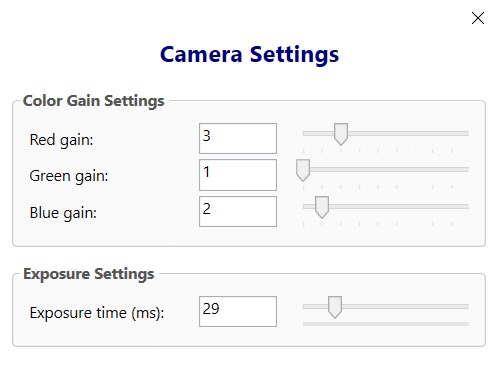 Camera Settings
Color Gain Settings
Red gain: 3
Green gain: 1
Blue gain: 2
Exposure Settings
Exposure time (ms): 29